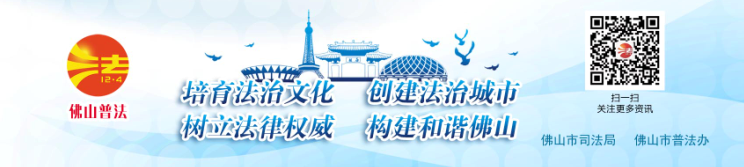 法
12•4
佛山普法
培育法治文化 创建法治城市
树立法律权威 构建和谐佛山
扫一扫
关注更多资讯
佛山市司法局 佛山市普法办